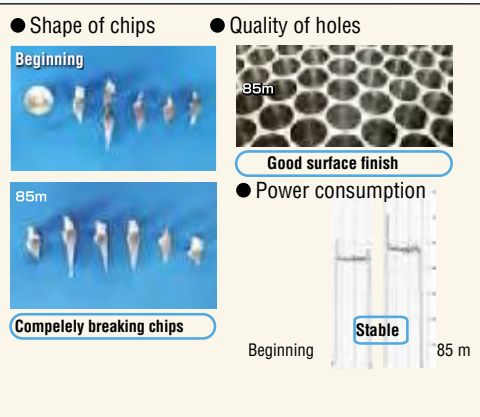 ● Shape of chips
Beginning
85m
Compelely breaking chips
● Quality of holes
85m
Good surface finish
● Power consumption
Stable
Beginning
85 m